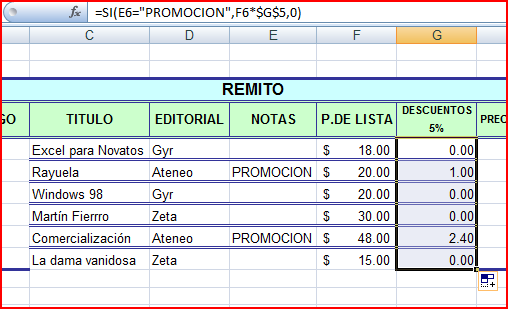 fx =SI(E6="PROMOCION",F6*$G$5,0)
C D E F G
REMITO
GO TITULO EDITORIAL NOTAS P.DE LISTA DESCUENTOS 5% PREC
Excel para Novatos Gyr $ 18.00 0.00
Rayuela Ateneo PROMOCION $ 20.00 1.00
Windows 98 Gyr $ 20.00 0.00
Martín Fierrro Zeta $ 30.00 0.00
Comercialización Ateneo PROMOCION $ 48.00 2.40
La dama vanidosa Zeta $ 15.00 0.00